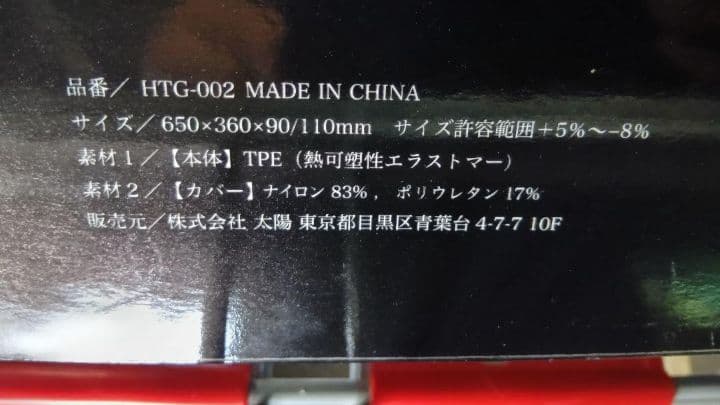 品番／ HTG-002 MADE IN CHINA
サイズ／650×360×90/110mm サイズ許容範囲＋5%～−8%
素材１／【本体】TPE（熱可塑性エラストマー）
素材２／【カバー】ナイロン 83% , ポリウレタン 17%
販売元／株式会社 太陽 東京都目黒区青葉台 4-7-7 10F